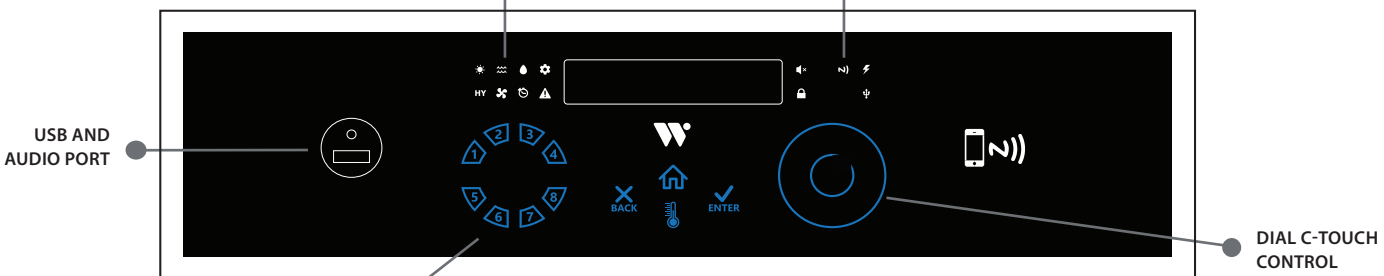 HY
USB AND
AUDIO PORT
2 3
1 4
5 8
6 7
BACK
ENTER
DIAL C-TOUCH
CONTROL